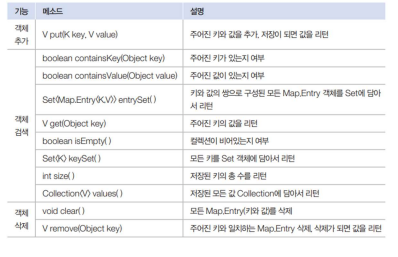 기능 메소드 설명
객체 추가 V put(K key, V value) 주어진 키와 값을 추가, 저장이 되면 값을 리턴
객체 검색
boolean containsKey(Object key) 주어진 키가 있는지 여부
boolean containsValue(Object value) 주어진 값이 있는지 여부
Set<Map.Entry<K,V>> entrySet( ) 키와 값의 쌍으로 구성된 모든 Map.Entry 객체를 Set에 담아
서 리턴
V get(Object key) 주어진 키의 값을 리턴
boolean isEmpty( ) 컬렉션이 비어있는지 여부
Set<K> keySet( ) 모든 키를 Set 객체에 담아서 리턴
int size( ) 저장된 키의 총 수를 리턴
Collection<V> values( ) 저장된 모든 값 Collection에 담아서 리턴
객체 삭제
void clear( ) 모든 Map.Entry(키와 값)를 삭제
V remove(Object key) 주어진 키와 일치하는 Map.Entry 삭제, 삭제가 되면 값을 리턴